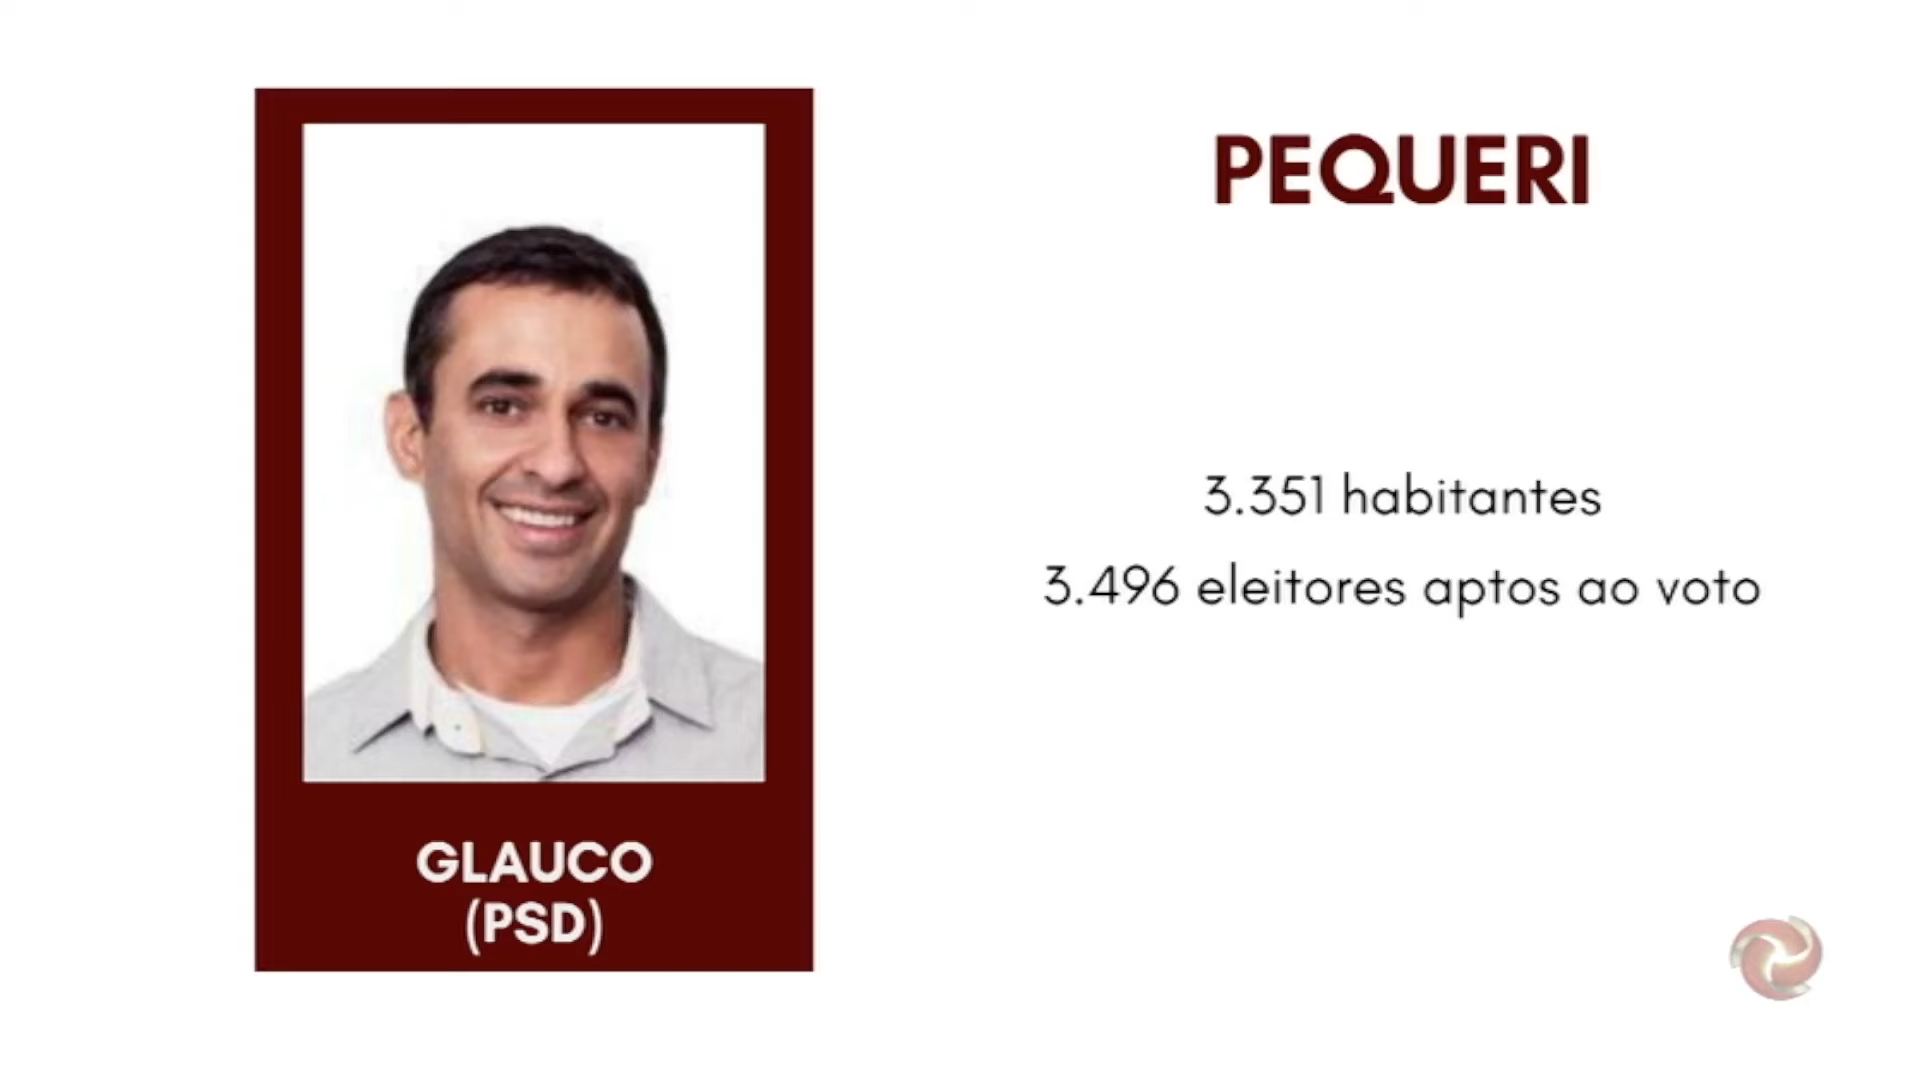 PEQUERI
3.351 habitantes
3.496 eleitores aptos ao voto
GLAUCO
(PSD)